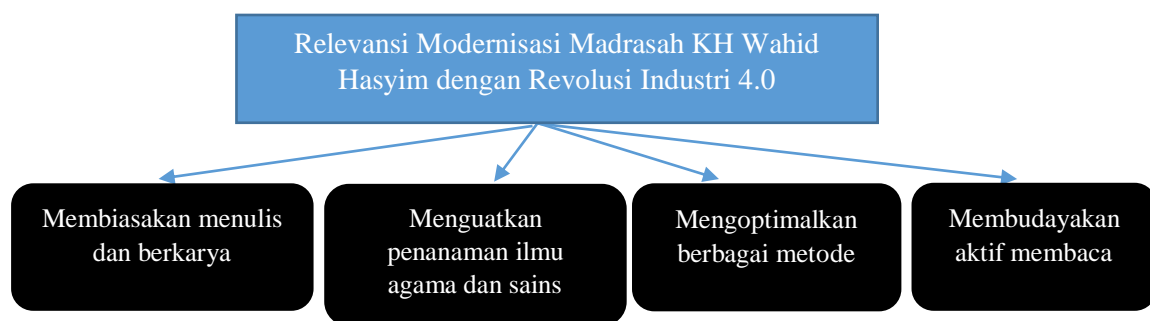 Relevansi Modernisasi Madrasah KH Wahid
Hasyim dengan Revolusi Industri 4.0
Membiasakan menulis
dan berkarya
Menguatkan
penanaman ilmu
agama dan sains
Mengoptimalkan
berbagai metode
Membudayakan
aktif membaca